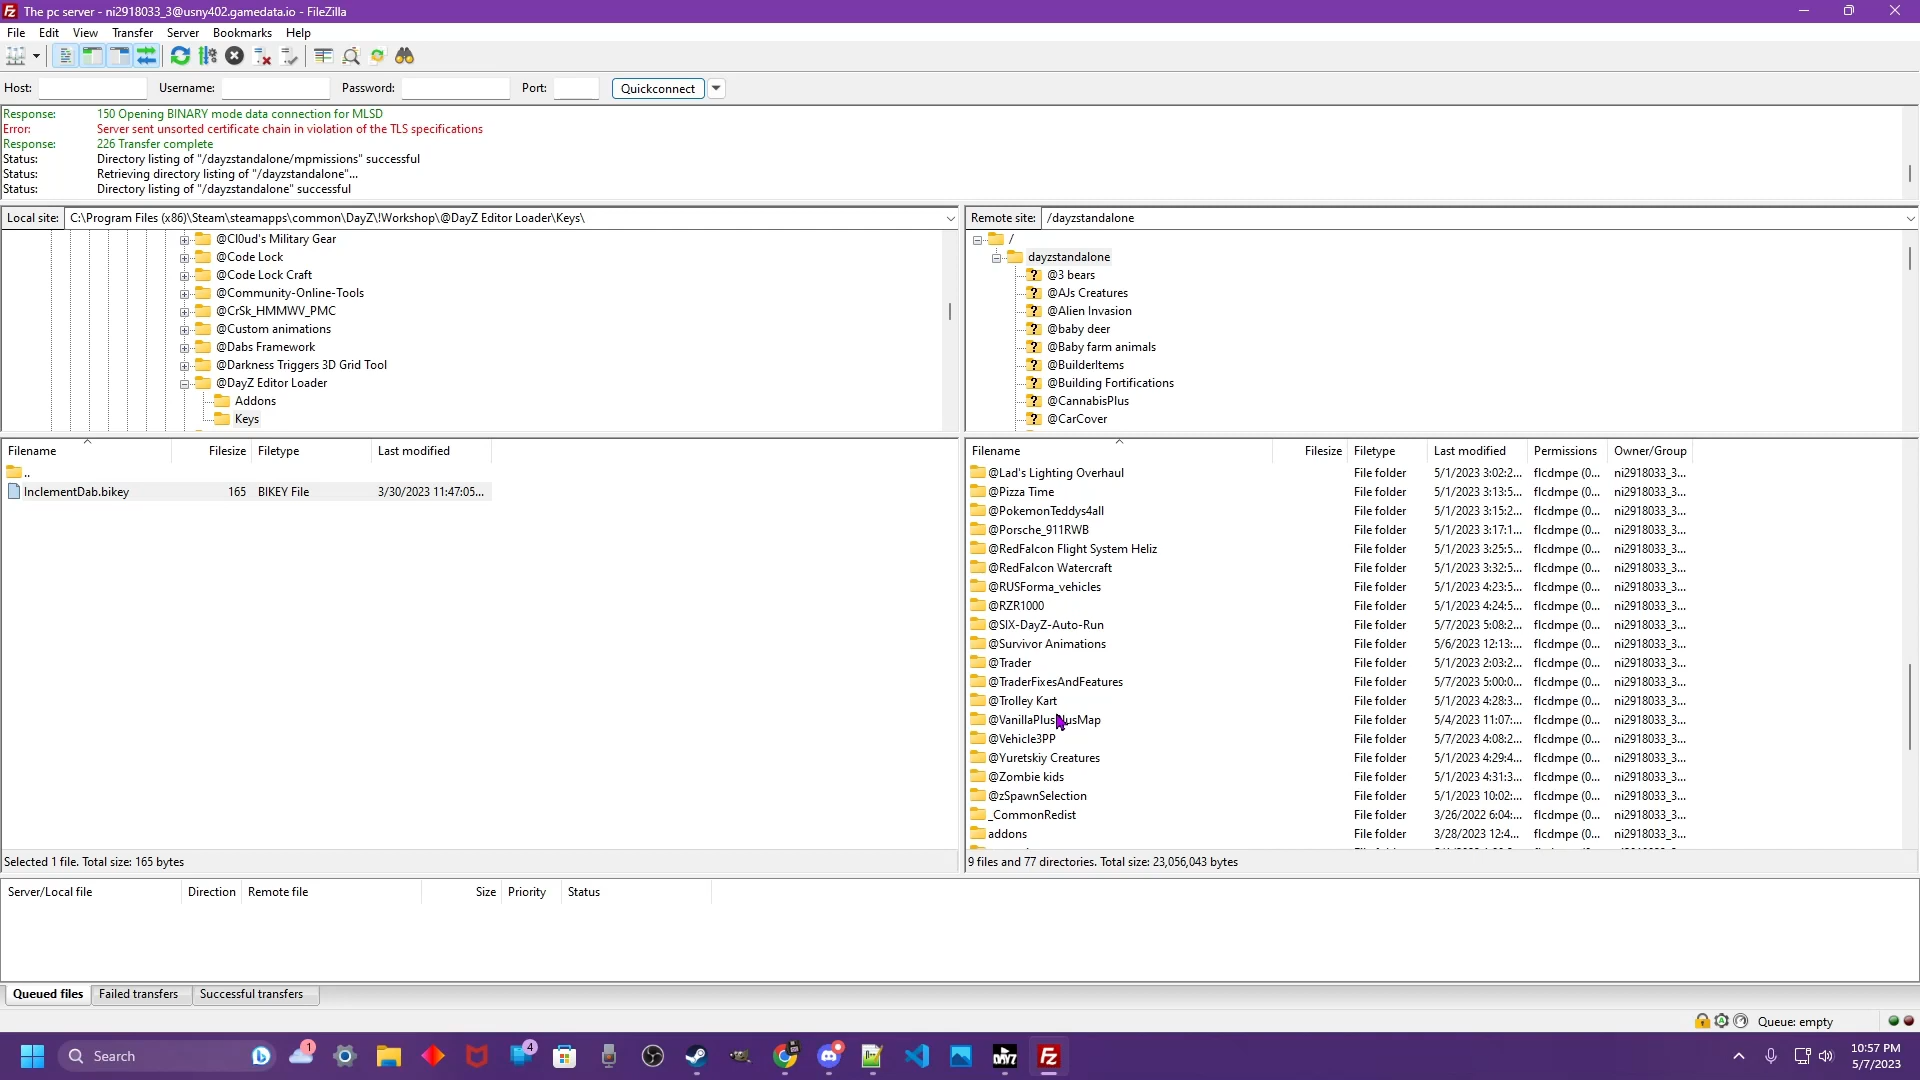 The pc server - ni2918033_3@usny402.gamedata.io - FileZilla
File Edit View Transfer Server Bookmarks Help
Host: Username: Password: Port: Quickconnect
Response: 150 Opening BINARY mode data connection for MLSD
Error: Server sent unsorted certificate chain in violation of the TLS specifications
Response: 226 Transfer complete
Status: Directory listing of "/dayzstandalone/mpmissions" successful
Status: Retrieving directory listing of "/dayzstandalone"...
Status: Directory listing of "/dayzstandalone" successful
Local site: C:\Program Files (x86)\Steam\steamapps\common\DayZ\!Workshop\@DayZ Editor Loader\Keys\
@Cl0ud's Military Gear
@Code Lock
@Code Lock Craft
@Community-Online-Tools
@CrSk_HMMWV_PMC
@Custom animations
@Dabs Framework
@Darkness Triggers 3D Grid Tool
@DayZ Editor Loader
Addons
Keys
Filename Filesize Filetype Last modified
..
InclementDab.bikey 165 BIKEY File 3/30/2023 11:47:05...
Selected 1 file. Total size: 165 bytes
Remote site: /dayzstandalone
/
dayzstandalone
@3 bears
@AJs Creatures
@Alien Invasion
@baby deer
@Baby farm animals
@BuilderItems
@Building Fortifications
@CannabisPlus
@CarCover
Filename Filesize Filetype Last modified Permissions Owner/Group
@Lad's Lighting Overhaul File folder 5/1/2023 3:02:2... flcdmpe (0... ni2918033_3...
@Pizza Time File folder 5/1/2023 3:13:5... flcdmpe (0... ni2918033_3...
@PokemonTeddys4all File folder 5/1/2023 3:15:2... flcdmpe (0... ni2918033_3...
@Porsche_911RWB File folder 5/1/2023 3:17:1... flcdmpe (0... ni2918033_3...
@RedFalcon Flight System Heliz File folder 5/1/2023 3:25:5... flcdmpe (0... ni2918033_3...
@RedFalcon Watercraft File folder 5/1/2023 3:32:5... flcdmpe (0... ni2918033_3...
@RUSForma_vehicles File folder 5/1/2023 4:23:5... flcdmpe (0... ni2918033_3...
@RZR1000 File folder 5/1/2023 4:24:5... flcdmpe (0... ni2918033_3...
@SIX-DayZ-Auto-Run File folder 5/7/2023 5:08:2... flcdmpe (0... ni2918033_3...
@Survivor Animations File folder 5/6/2023 12:13:... flcdmpe (0... ni2918033_3...
@Trader File folder 5/1/2023 2:03:2... flcdmpe (0... ni2918033_3...
@TraderFixesAndFeatures File folder 5/7/2023 5:00:0... flcdmpe (0... ni2918033_3...
@Trolley Kart File folder 5/1/2023 4:28:3... flcdmpe (0... ni2918033_3...
@VanillaPlusPlusMap File folder 5/4/2023 11:07:... flcdmpe (0... ni2918033_3...
@Vehicle3PP File folder 5/7/2023 4:08:2... flcdmpe (0... ni2918033_3...
@Yuretskiy Creatures File folder 5/1/2023 4:29:4... flcdmpe (0... ni2918033_3...
@Zombie kids File folder 5/1/2023 4:31:3... flcdmpe (0... ni2918033_3...
@zSpawnSelection File folder 5/1/2023 10:02:... flcdmpe (0... ni2918033_3...
_CommonRedist File folder 3/26/2022 6:04:... flcdmpe (0... ni2918033_3...
addons File folder 3/28/2023 12:4... flcdmpe (0... ni2918033_3...
9 files and 77 directories. Total size: 23,056,043 bytes
Server/Local file Direction Remote file Size Priority Status
Queued files Failed transfers Successful transfers
Queue: empty
Search 1 4 DAYZ Fz 10:57 PM
5/7/2023